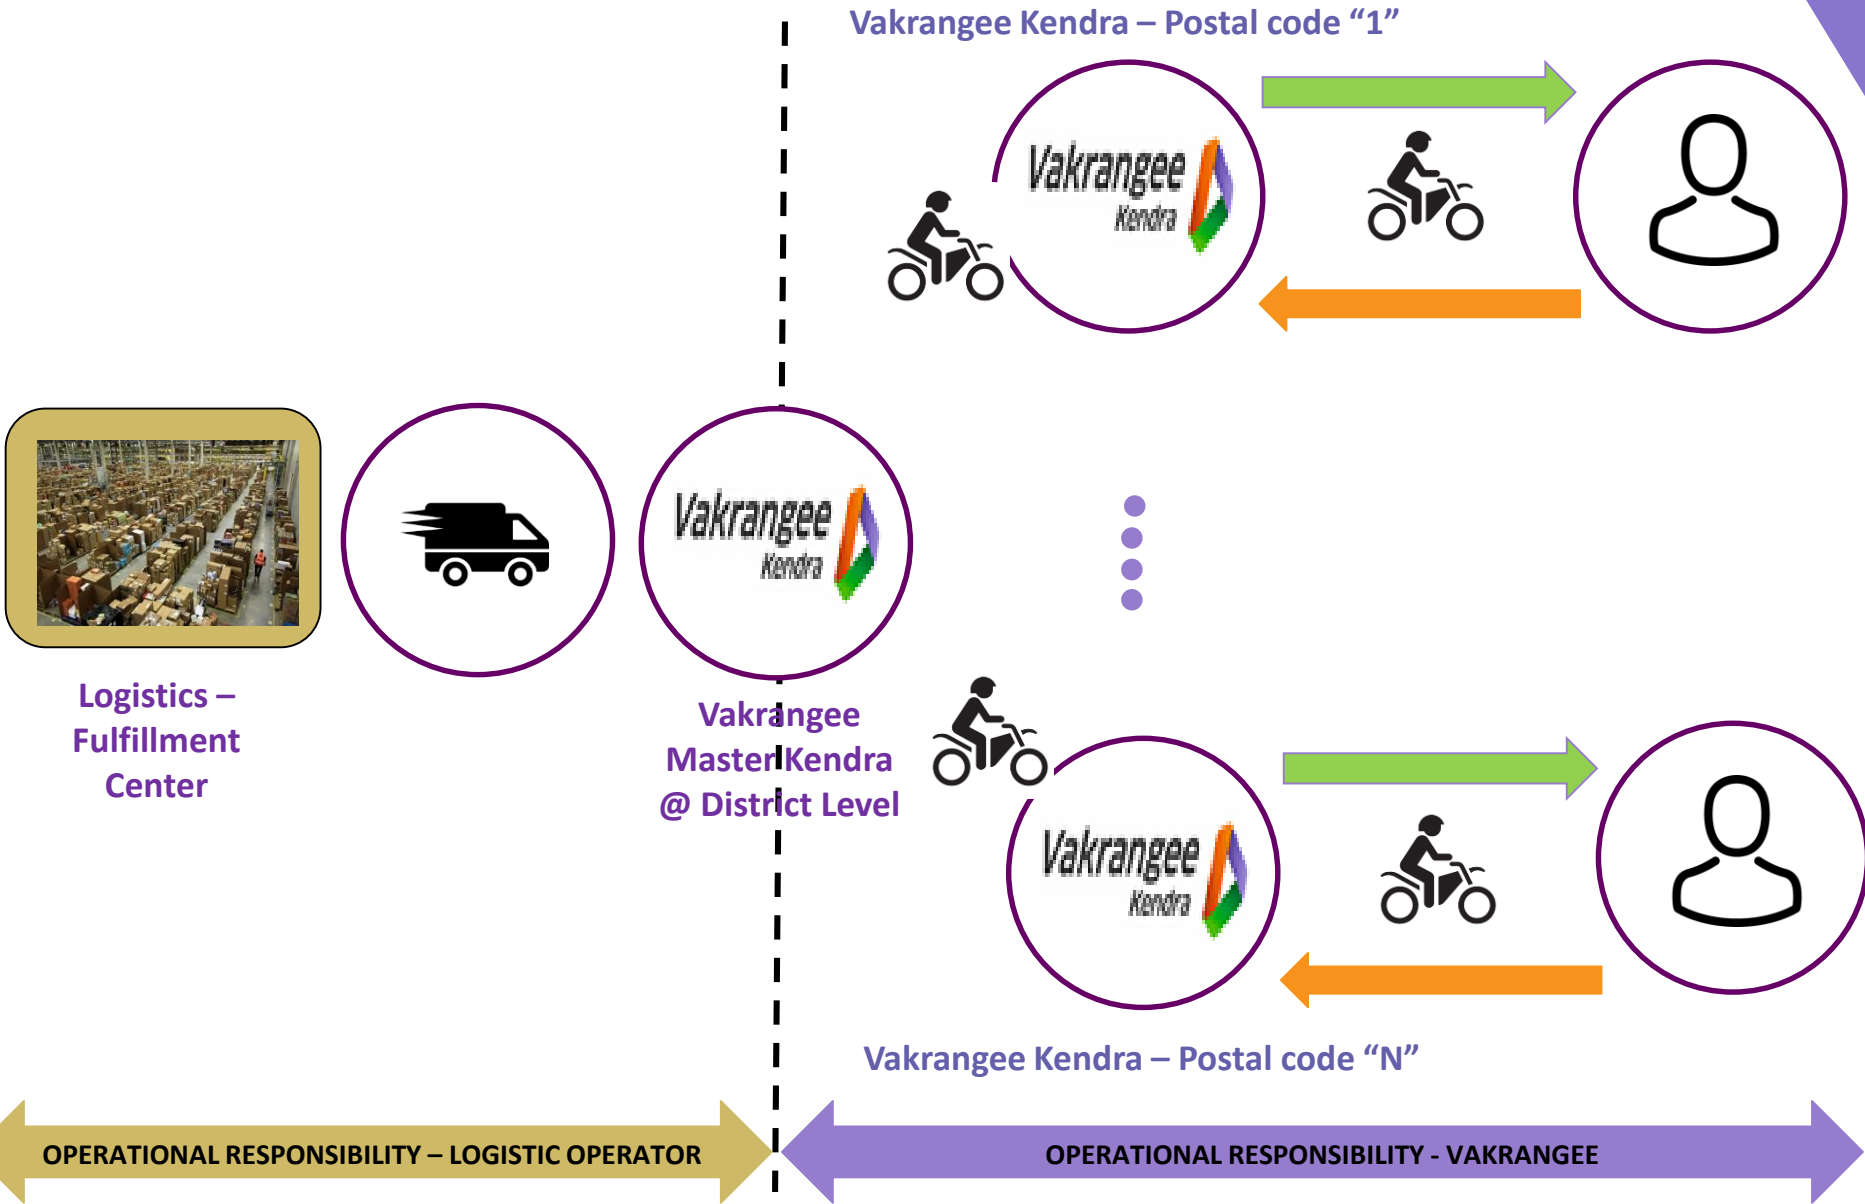 Vakrangee Kendra – Postal code “1”
Vakrangee
Kendra
Vakrangee
Kendra
Logistics –
Fulfillment
Center
Vakrangee
Master Kendra
@ District Level
Vakrangee
Kendra
Vakrangee Kendra – Postal code “N”
OPERATIONAL RESPONSIBILITY – LOGISTIC OPERATOR
OPERATIONAL RESPONSIBILITY - VAKRANGEE